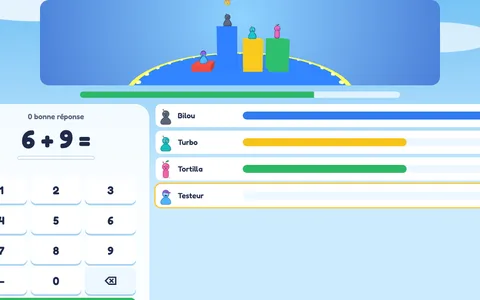 0 bonne réponse
6 + 9 =
1 2 3
4 5 6
7 8 9
- 0
Bilou
Turbo
Tortilla
Testeur